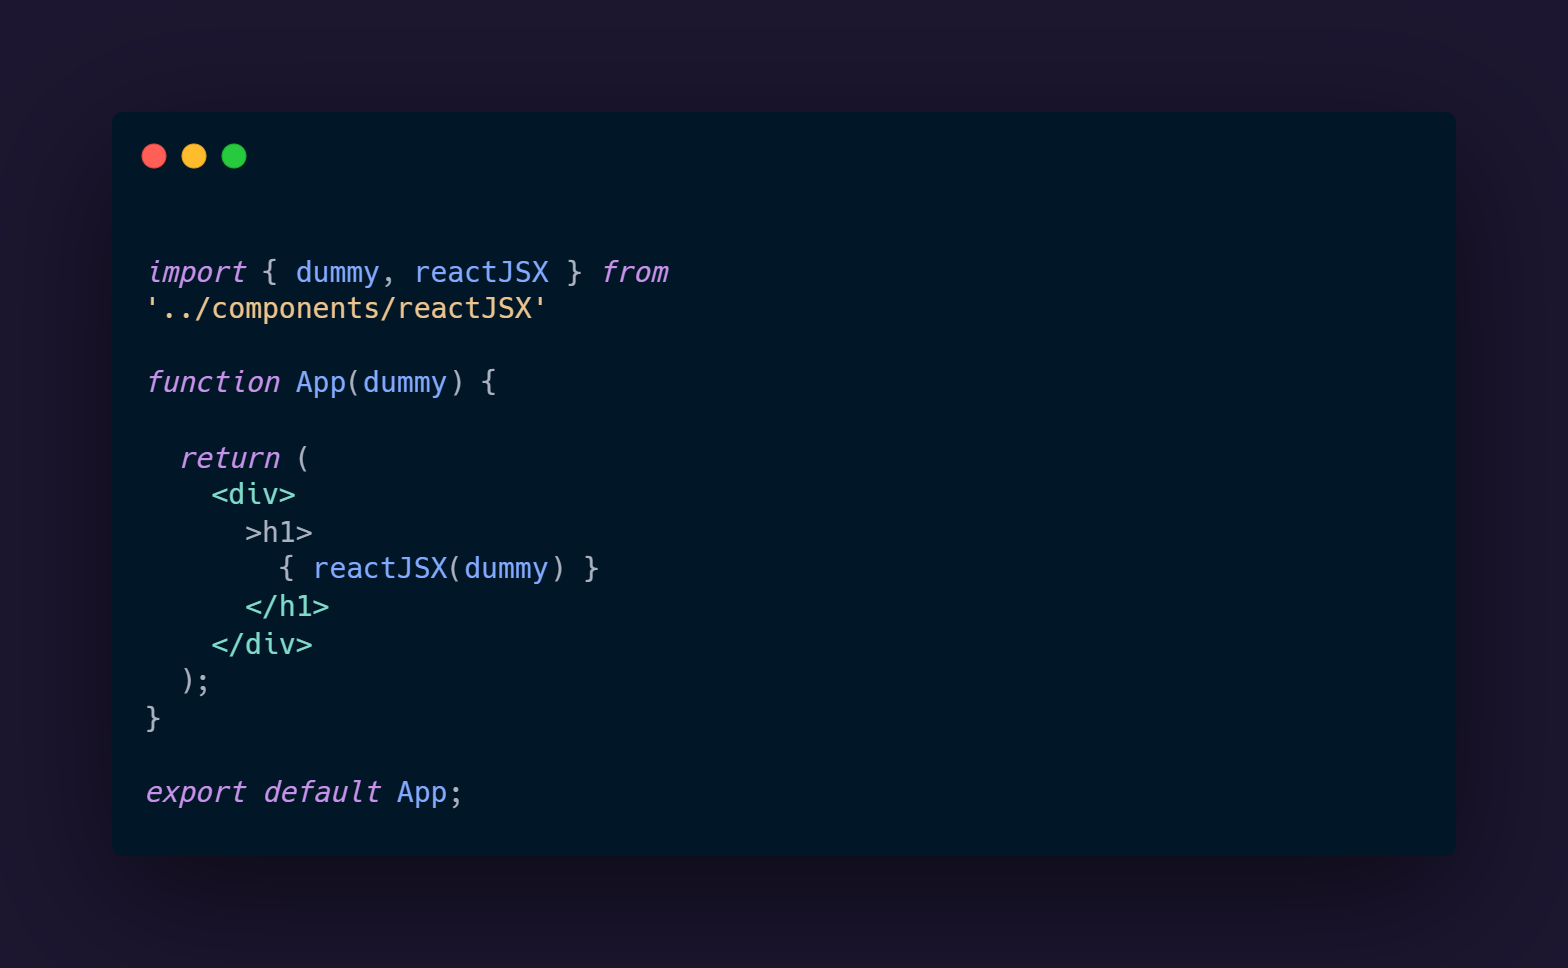 import { dummy, reactJSX } from
'../components/reactJSX'

function App(dummy) {

  return (
    <div>
      >h1>
        { reactJSX(dummy) }
      </h1>
    </div>
  );
}

export default App;